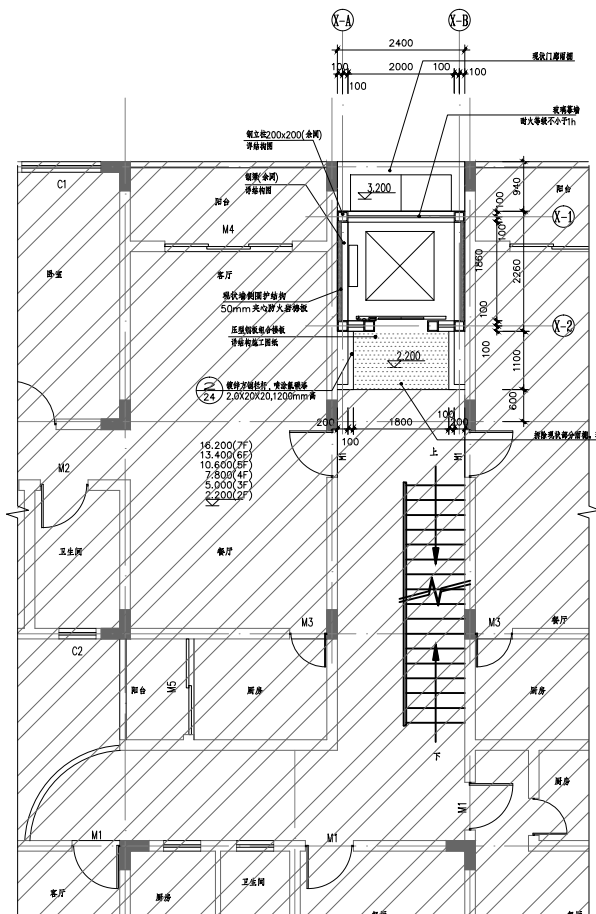 X-A
X-B
2400
现状门廊雨棚
100
2000
100
100
100
玻璃幕墙
耐火等级不小于1h
钢立柱200x200(余同)
详结构图
钢梁(余同)
详结构图
C1
阳台
3.200
阳台
940
100
M4
X-1
100
卧室
客厅
1860
2260
现状墙侧围护结构
50mm夹心防火岩棉板
100
X-2
压型钢板组合楼板
详结构施工图纸
2.200
100
1100
2
24
镀锌方钢栏杆，喷涂氟碳漆
2.0X20X20,1200mm高
600
200
1800
200
100
拆除现状部分雨棚，
16.200(7F)
13.400(6F)
10.600(5F)
7.800(4F)
5.000(3F)
2.200(2F)
M1
上
M1
M2
卫生间
餐厅
M3
M3
餐厅
C2
阳台
M5
厨房
厨房
下
厨房
M1
M1
M1
客厅
厨房
卫生间